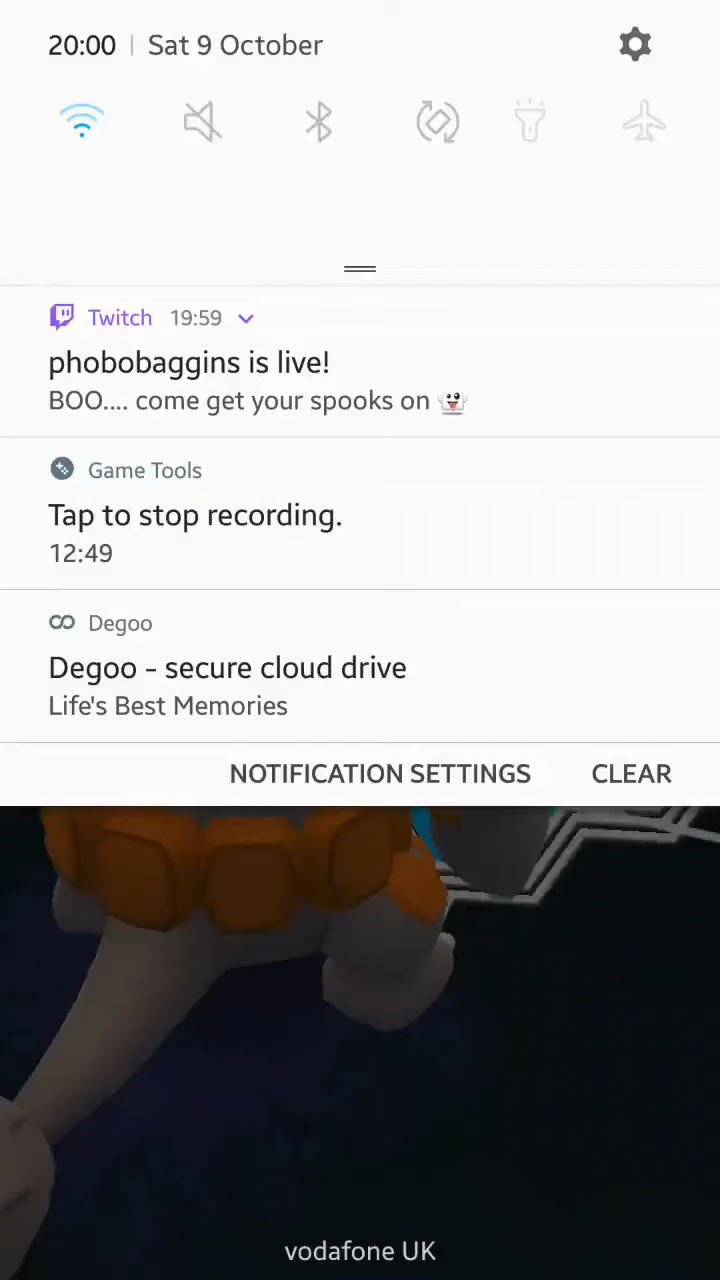 20:00 | Sat 9 October
Twitch 19:59
phobobaggins is live!
BOO.... come get your spooks on 👻
Game Tools
Tap to stop recording.
12:49
Degoo
Degoo - secure cloud drive
Life's Best Memories
NOTIFICATION SETTINGS CLEAR
vodafone UK